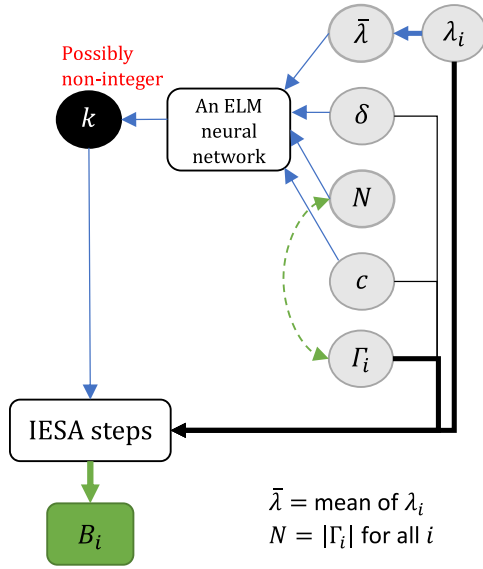 Possibly
non-integer
k
An ELM
neural
network
λ̄
λᵢ
δ
N
c
Γᵢ
IESA steps
Bᵢ
λ̄ = mean of λᵢ
N = |Γᵢ| for all i